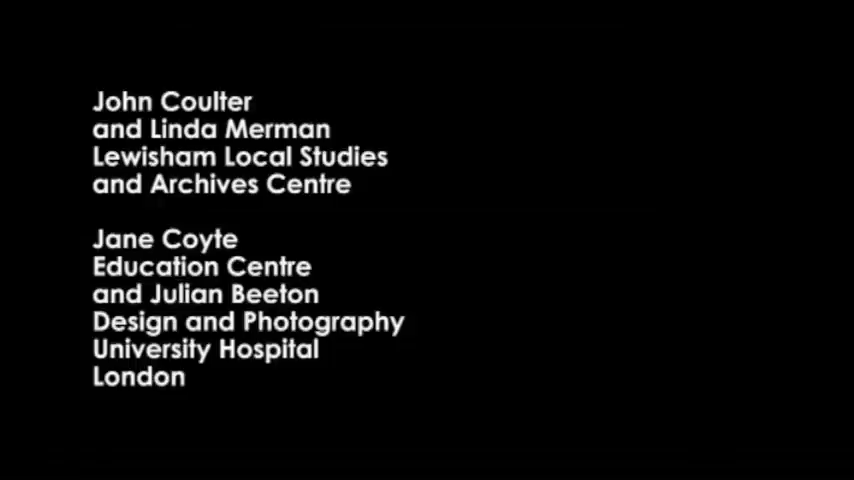 John Coulter
and Linda Merman
Lewisham Local Studies
and Archives Centre
Jane Coyte
Education Centre
and Julian Beeton
Design and Photography
University Hospital
London